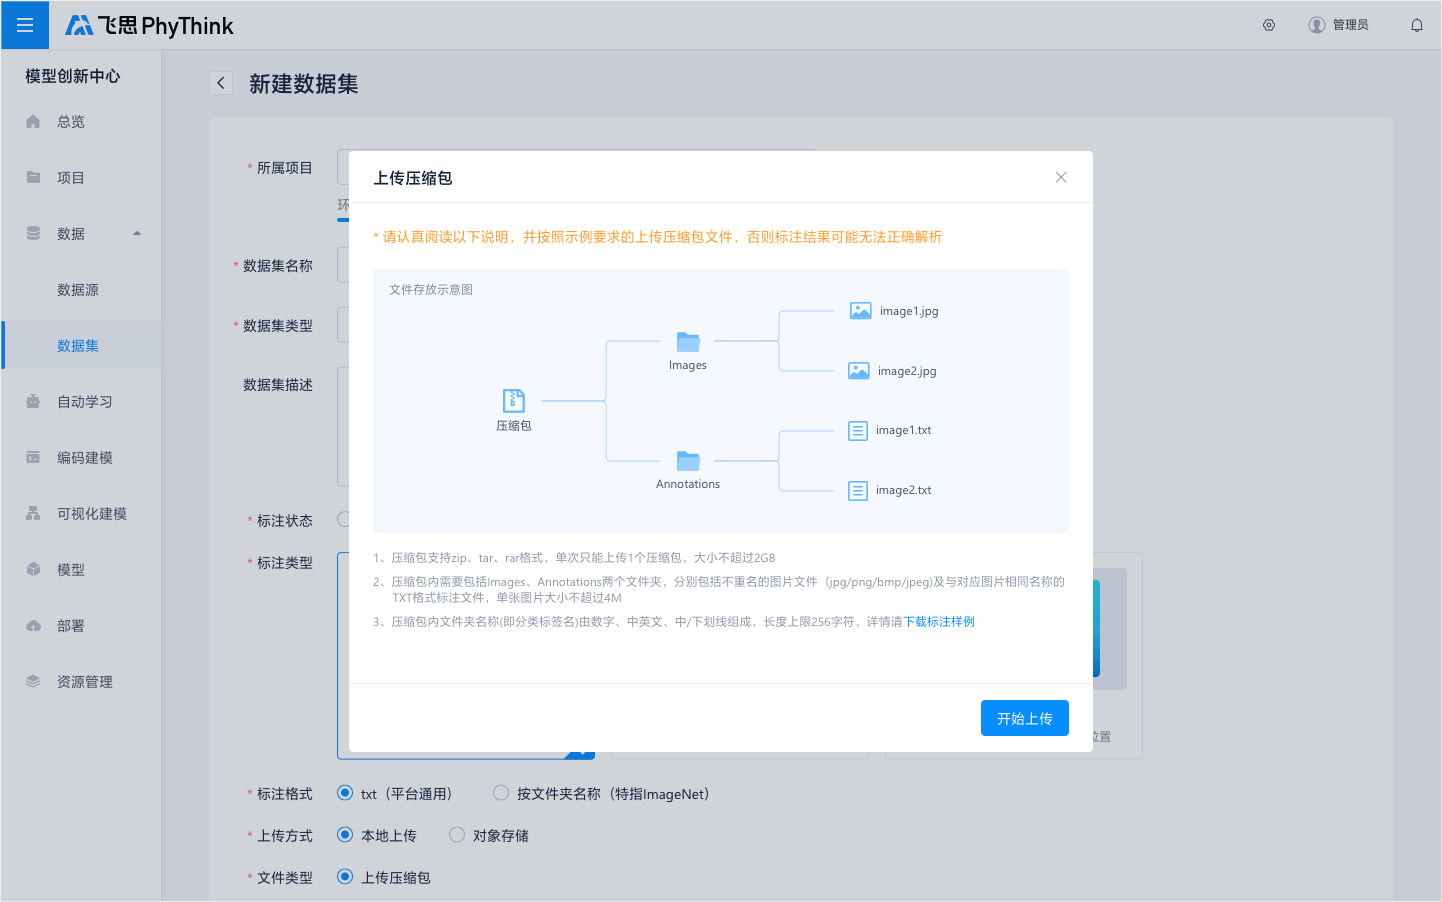 飞思 PhyThink
管理员
模型创新中心
总览
项目
数据
数据源
数据集
自动学习
编码建模
可视化建模
模型
部署
资源管理
新建数据集
* 所属项目
环
* 数据集名称
* 数据集类型
数据集描述
* 标注状态
* 标注类型
位置
* 标注格式
txt（平台通用）
按文件夹名称（特指ImageNet）
* 上传方式
本地上传
对象存储
* 文件类型
上传压缩包
上传压缩包
* 请认真阅读以下说明，并按照示例要求的上传压缩包文件，否则标注结果可能无法正确解析
文件存放示意图
压缩包
Images
image1.jpg
image2.jpg
Annotations
image1.txt
image2.txt
1、压缩包支持zip、tar、rar格式，单次只能上传1个压缩包，大小不超过2GB
2、压缩包内需要包括Images、Annotations两个文件夹，分别包括不重名的图片文件（jpg/png/bmp/jpeg)及与对应图片相同名称的
TXT格式标注文件，单张图片大小不超过4M
3、压缩包内文件夹名称(即分类标签名)由数字、中英文、中/下划线组成，长度上限256字符，详情请下载标注样例
开始上传